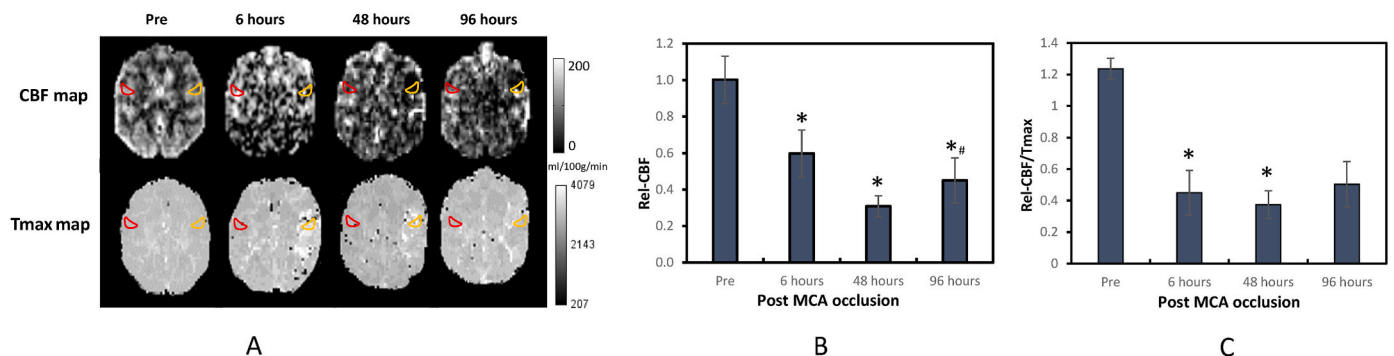 Pre 6 hours 48 hours 96 hours
CBF map
200
0
ml/100g/min
Tmax map
4079
2143
207
A
Rel-CBF
1.2
1.0
0.8
0.6
0.4
0.2
0.0
*
*
*#
Pre 6 hours 48 hours 96 hours
Post MCA occlusion
B
Rel-CBF/Tmax
1.4
1.2
1
0.8
0.6
0.4
0.2
0
*
*
Pre 6 hours 48 hours 96 hours
Post MCA occlusion
C